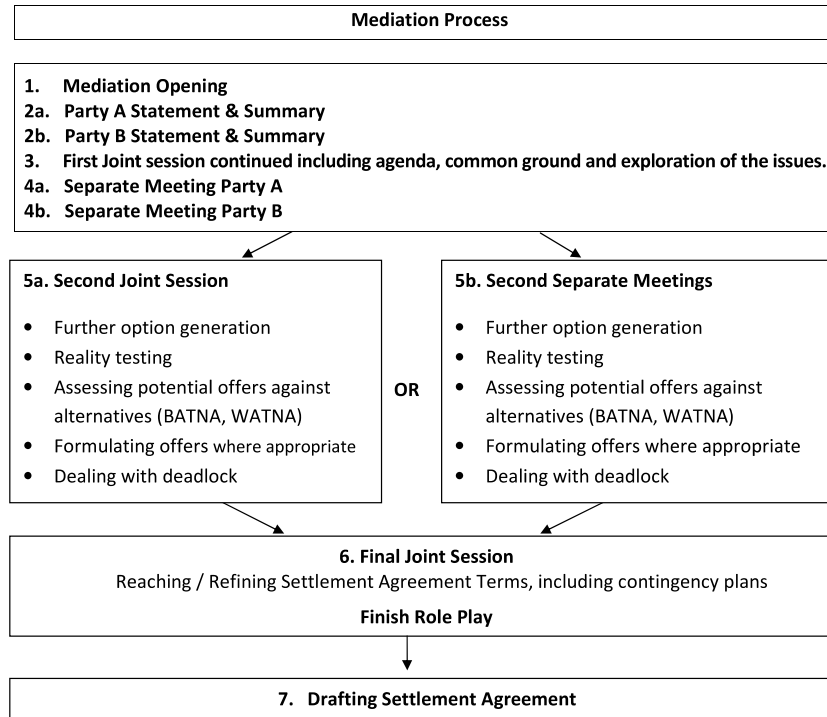 Mediation Process
1. Mediation Opening
2a. Party A Statement & Summary
2b. Party B Statement & Summary
3. First Joint session continued including agenda, common ground and exploration of the issues.
4a. Separate Meeting Party A
4b. Separate Meeting Party B
5a. Second Joint Session
• Further option generation
• Reality testing
• Assessing potential offers against
alternatives (BATNA, WATNA)
• Formulating offers where appropriate
• Dealing with deadlock
OR
5b. Second Separate Meetings
• Further option generation
• Reality testing
• Assessing potential offers against
alternatives (BATNA, WATNA)
• Formulating offers where appropriate
• Dealing with deadlock
6. Final Joint Session
Reaching / Refining Settlement Agreement Terms, including contingency plans
Finish Role Play
7. Drafting Settlement Agreement